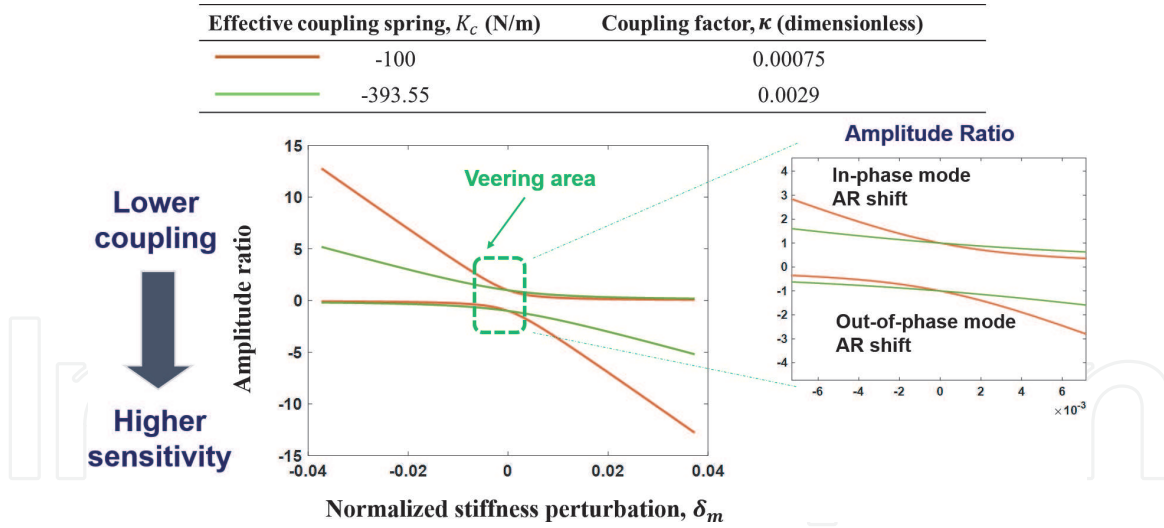 Effective coupling spring, K_c (N/m) Coupling factor, κ (dimensionless)
-100 0.00075
-393.55 0.0029
Lower
coupling
Higher
sensitivity
Amplitude ratio
15
10
5
0
-5
-10
-15
-0.04 -0.02 0 0.02 0.04
Normalized stiffness perturbation, δ_m
Veering area
Amplitude Ratio
In-phase mode
AR shift
Out-of-phase mode
AR shift
4
3
2
1
0
-1
-2
-3
-4
-6 -4 -2 0 2 4 6
×10⁻³